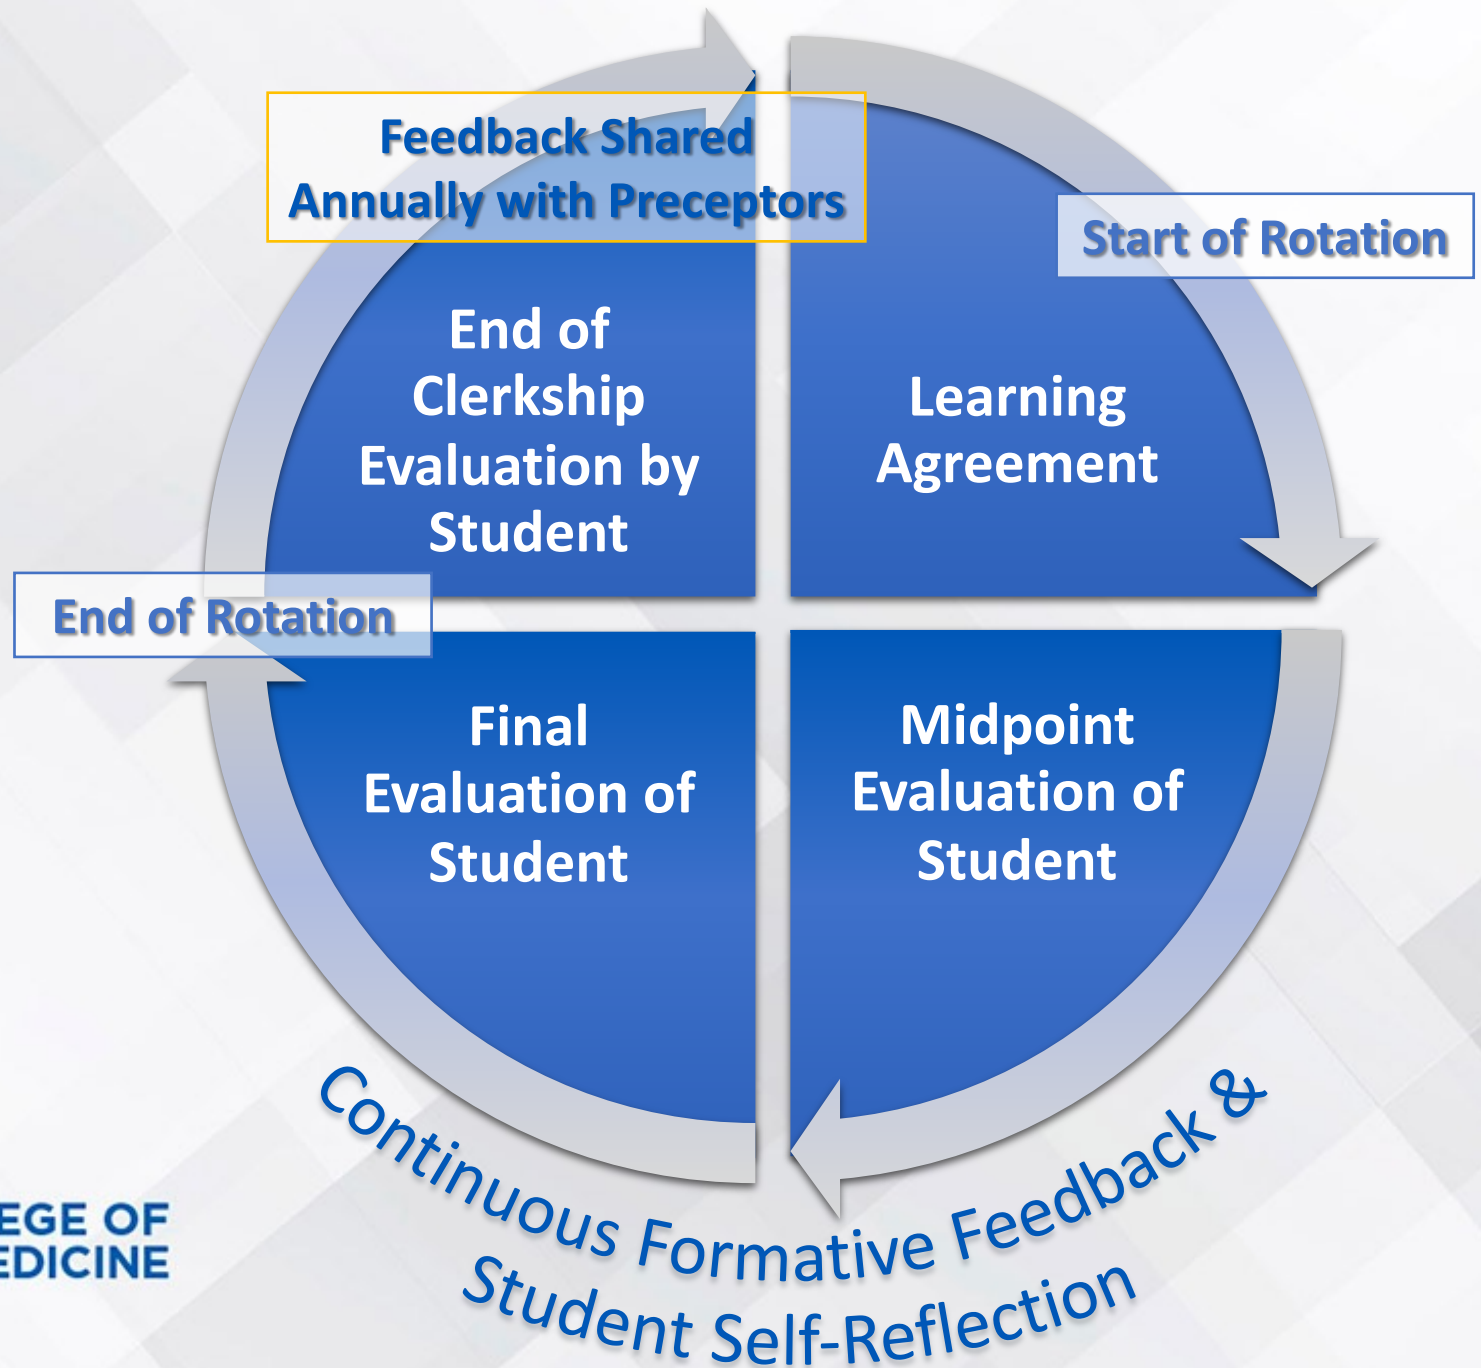 Feedback Shared
Annually with Preceptors
Start of Rotation
End of
Clerkship
Evaluation by
Student
Learning
Agreement
End of Rotation
Final
Evaluation of
Student
Midpoint
Evaluation of
Student
Continuous Formative Feedback &
Student Self-Reflection
EGE OF
EDICINE